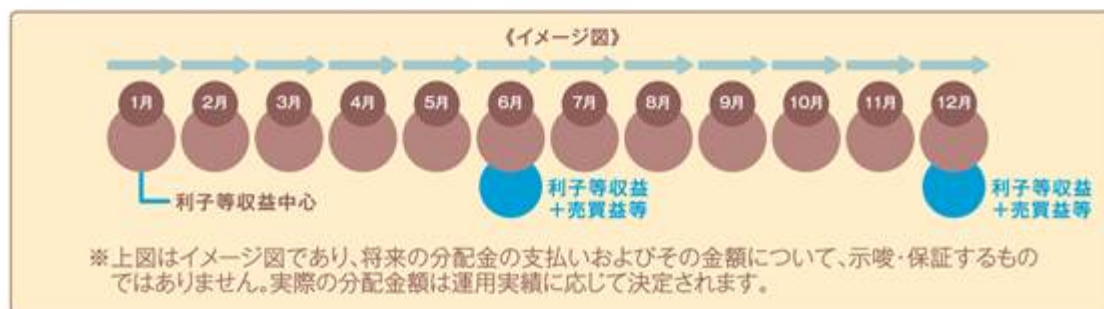 《イメージ図》
1月
2月
3月
4月
5月
6月
7月
8月
9月
10月
11月
12月
利子等収益中心
利子等収益
+売買益等
利子等収益
+売買益等
※上図はイメージ図であり、将来の分配金の支払いおよびその金額について、示唆・保証するもの
ではありません。実際の分配金額は運用実績に応じて決定されます。